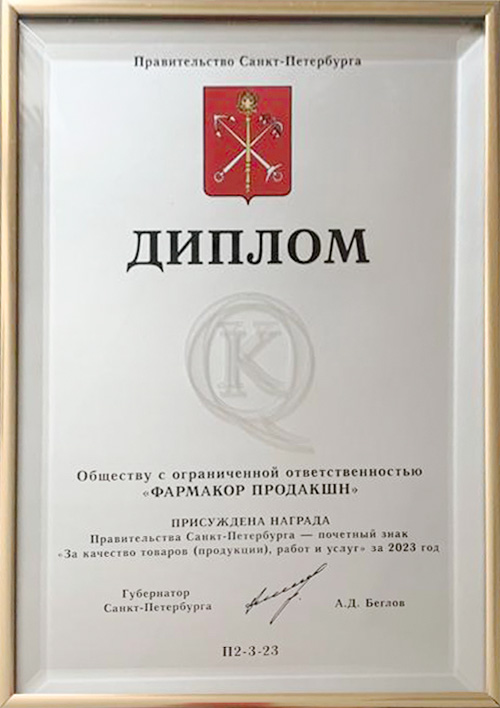 Правительство Санкт-Петербурга
ДИПЛОМ
QK
Обществу с ограниченной ответственностью
«ФАРМАКОР ПРОДАКШН»
ПРИСУЖДЕНА НАГРАДА
Правительства Санкт-Петербурга — почетный знак
«За качество товаров (продукции), работ и услуг» за 2023 год
Губернатор
Санкт-Петербурга
А.Д. Беглов
П2-3-23